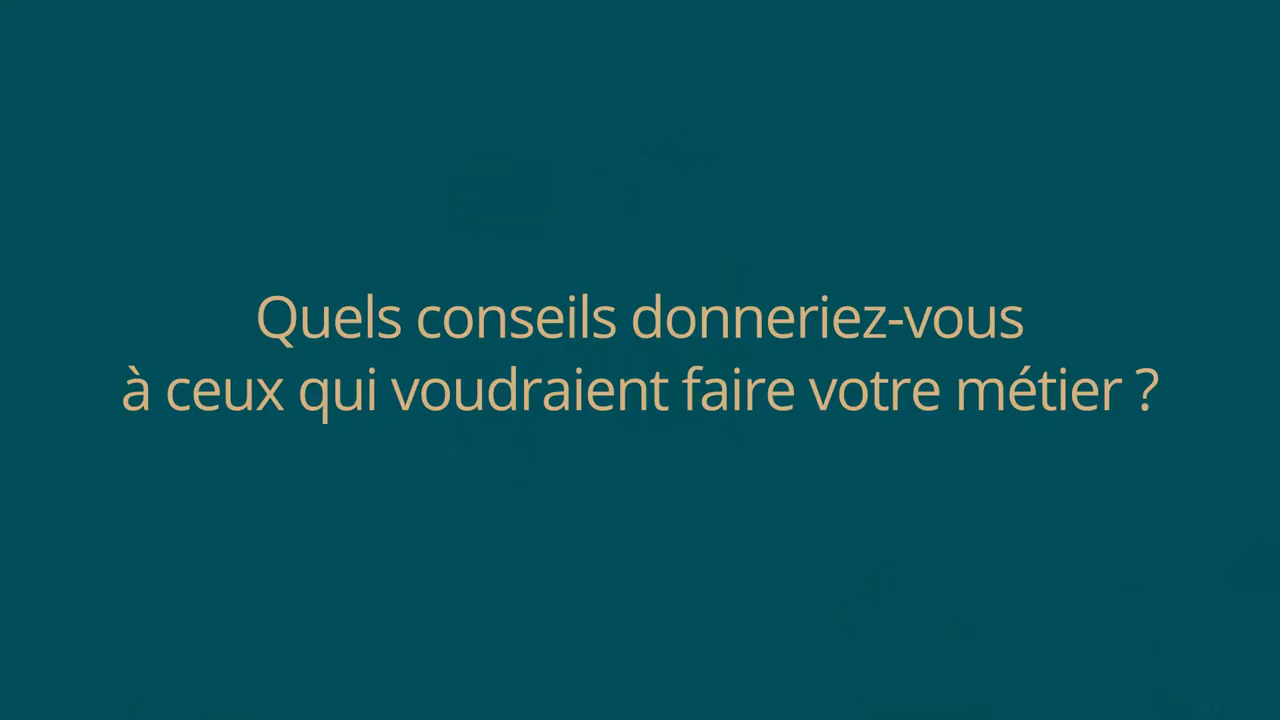 Quels conseils donneriez-vous
à ceux qui voudraient faire votre métier ?